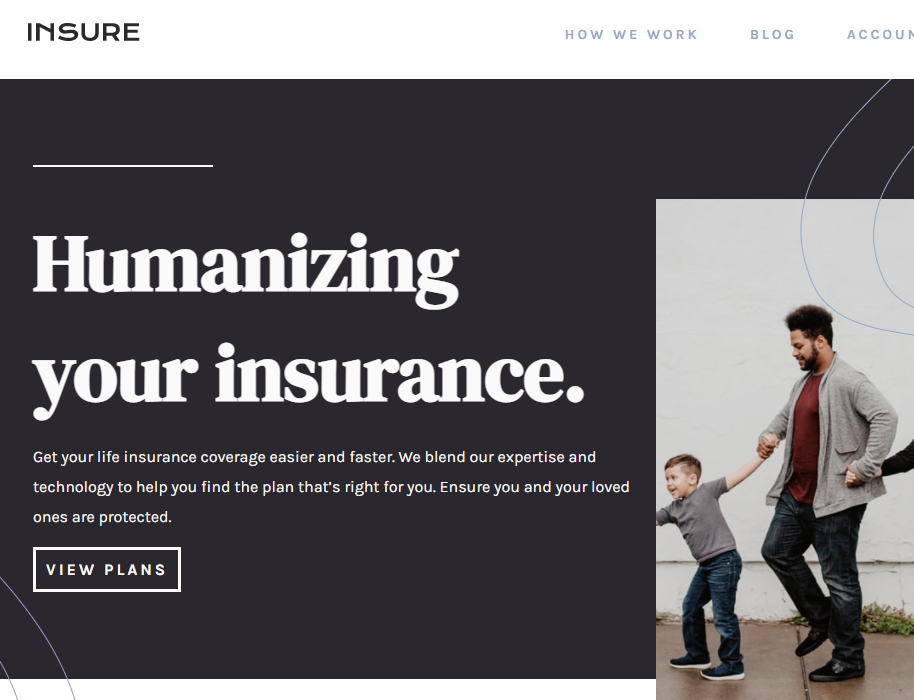 INSURE
HOW WE WORK
BLOG
Humanizing
your insurance.
Get your life insurance coverage easier and faster. We blend our expertise and
technology to help you find the plan that’s right for you. Ensure you and your loved
ones are protected.
VIEW PLANS